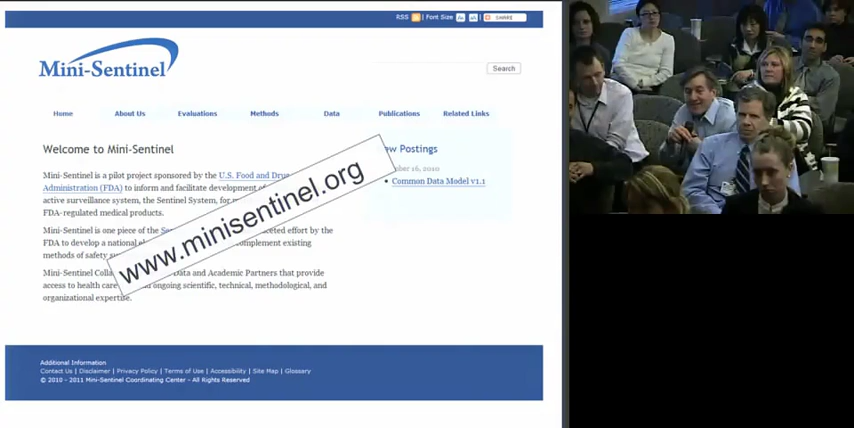 RSS | Font Size
Mini-Sentinel
Search
Home About Us Evaluations Methods Data Publications Related Links
Welcome to Mini-Sentinel
Mini-Sentinel is a pilot project sponsored by the U.S. Food and Drug
Administration (FDA) to inform and facilitate development of
active surveillance system, the Sentinel System, for
FDA-regulated medical products.
Mini-Sentinel is one piece of the
faceted effort by the
FDA to develop a national
complement existing
methods of safety
Mini-Sentinel
Data and Academic Partners that provide
access to health care
ongoing scientific, technical, methodological, and
organizational expertise.
www.minisentinel.org
Postings
16, 2010
Common Data Model v1.1
Additional Information
Contact Us | Disclaimer | Privacy Policy | Terms of Use | Accessibility | Site Map | Glossary
© 2010 - 2011 Mini-Sentinel Coordinating Center - All Rights Reserved